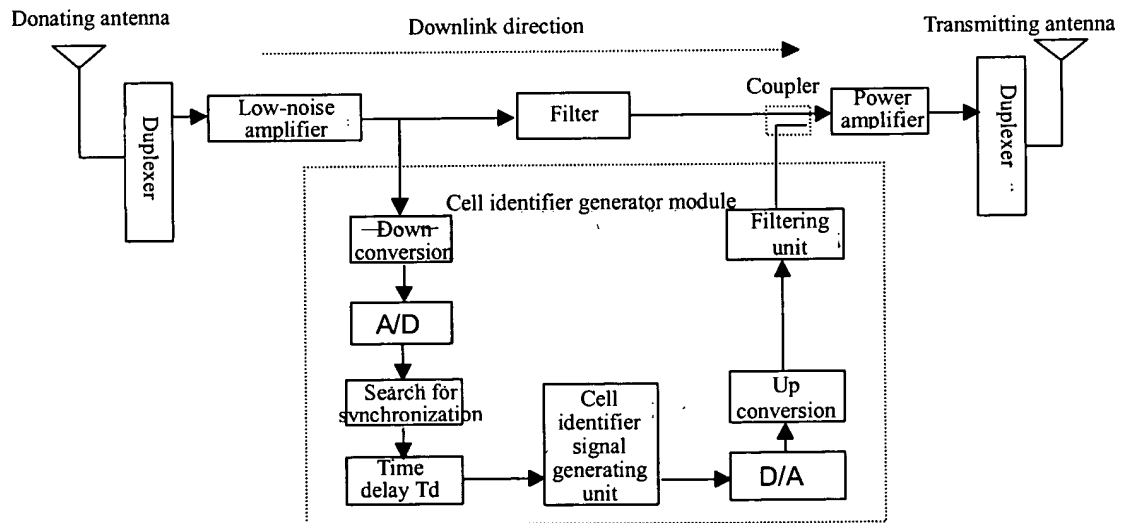 Donating antenna
Downlink direction
Transmitting antenna
Duplexer
Low-noise
amplifier
Filter
Coupler
Power
amplifier
Duplexer
Cell identifier generator module
Down
conversion
A/D
Search for
synchronization
Time
delay Td
Cell
identifier
signal
generating
unit
D/A
Up
conversion
Filtering
unit